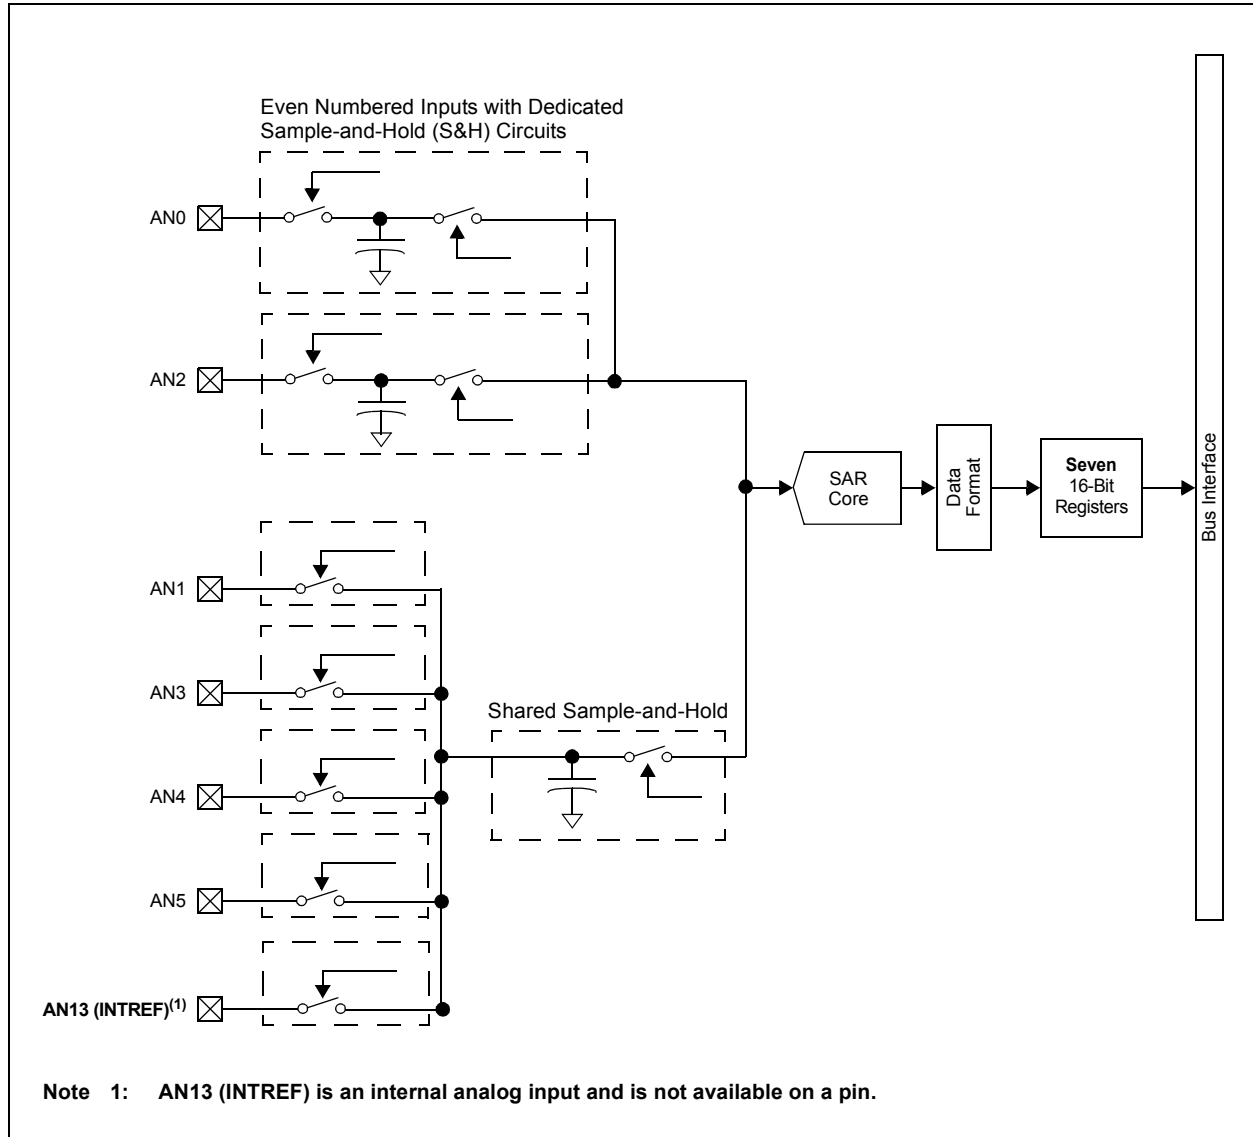 Even Numbered Inputs with Dedicated
Sample-and-Hold (S&H) Circuits
AN0
AN2
SAR
Core
Data
Format
Seven
16-Bit
Registers
Bus Interface
AN1
AN3
Shared Sample-and-Hold
AN4
AN5
AN13 (INTREF)(1)
Note 1: AN13 (INTREF) is an internal analog input and is not available on a pin.